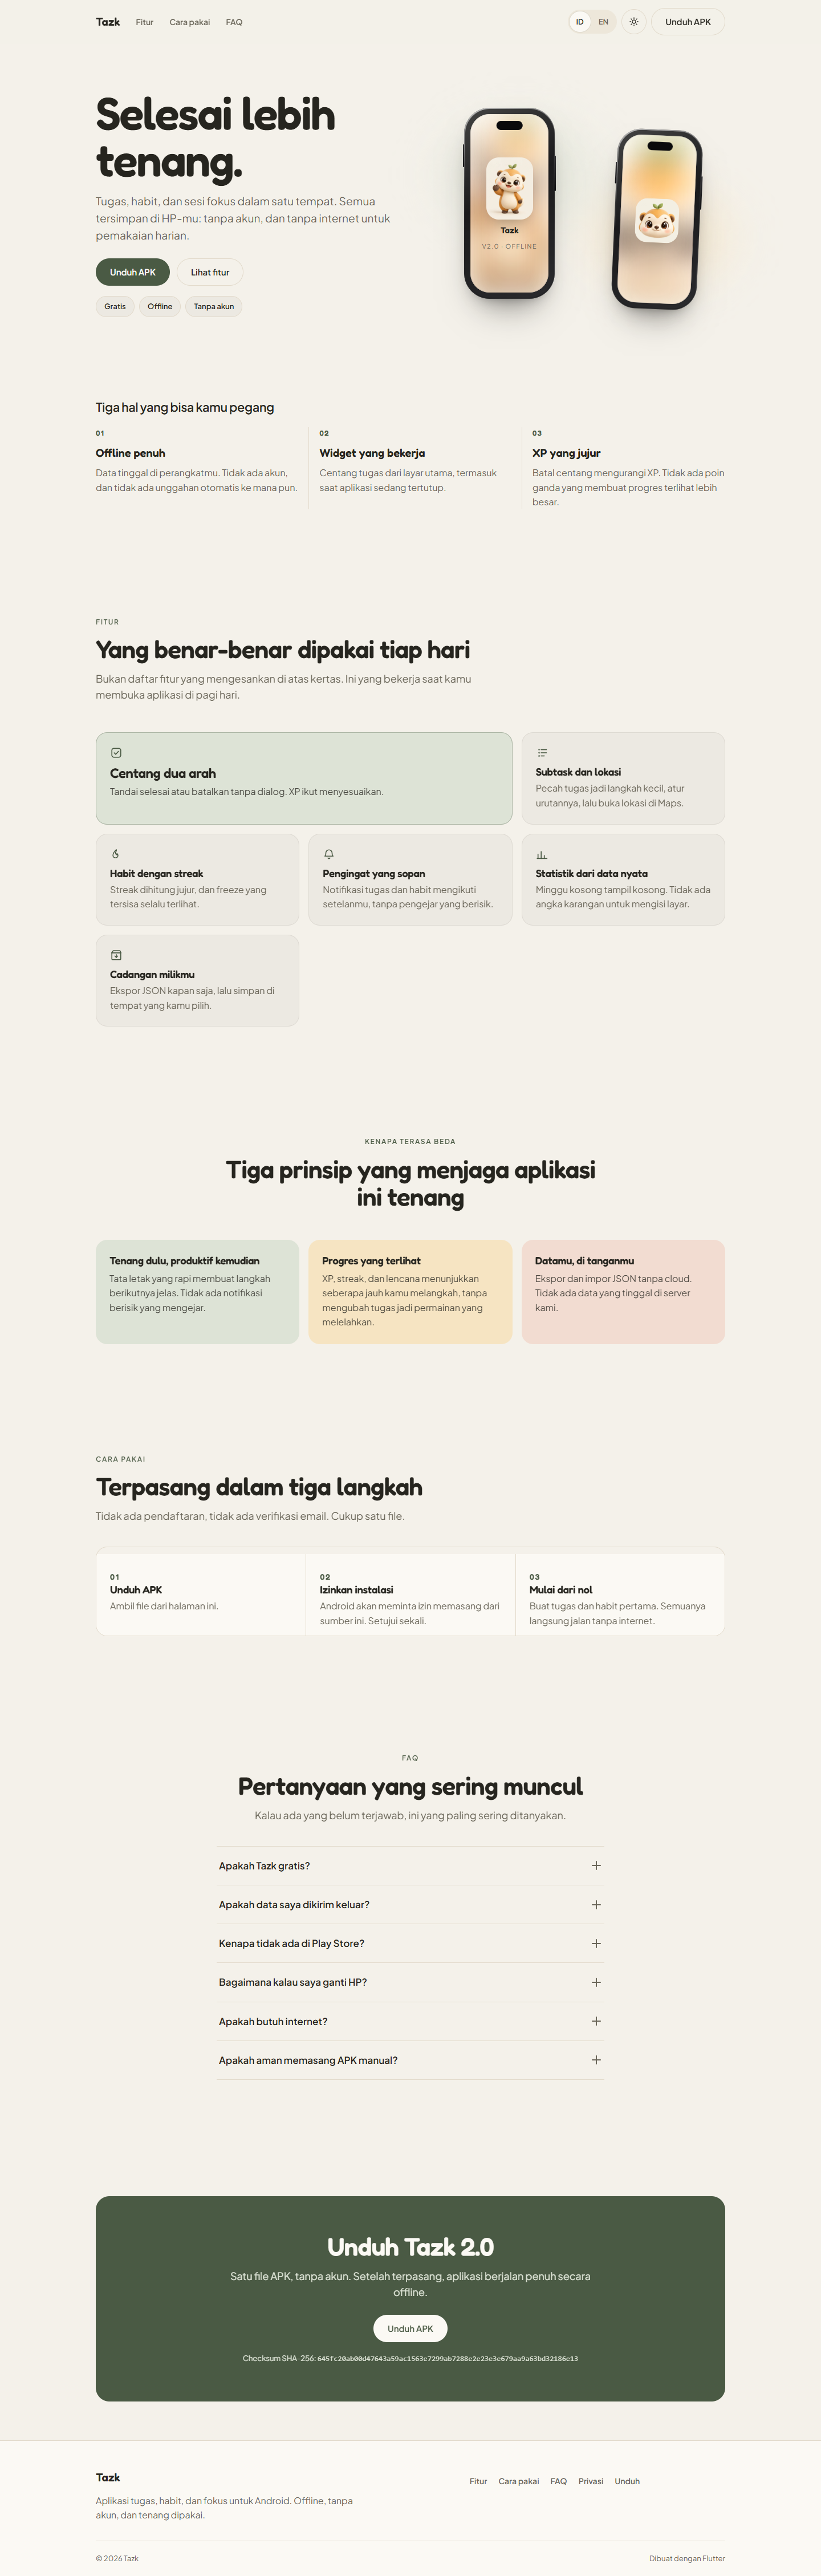 Tazk
Fitur
Cara pakai
FAQ
ID
EN
Unduh APK
Selesai lebih
tenang.
Tugas, habit, dan sesi fokus dalam satu tempat. Semua
tersimpan di HP-mu: tanpa akun, dan tanpa internet untuk
pemakaian harian.
Unduh APK
Lihat fitur
Gratis
Offline
Tanpa akun
Tazk
V2.0 · OFFLINE
Tiga hal yang bisa kamu pegang
01
Offline penuh
Data tinggal di perangkatmu. Tidak ada akun,
dan tidak ada unggahan otomatis ke mana pun.
02
Widget yang bekerja
Centang tugas dari layar utama, termasuk
saat aplikasi sedang tertutup.
03
XP yang jujur
Batal centang mengurangi XP. Tidak ada poin
ganda yang membuat progres terlihat lebih
besar.
FITUR
Yang benar-benar dipakai tiap hari
Bukan daftar fitur yang mengesankan di atas kertas. Ini yang bekerja saat kamu
membuka aplikasi di pagi hari.
Centang dua arah
Tandai selesai atau batalkan tanpa dialog. XP ikut menyesuaikan.
Subtask dan lokasi
Pecah tugas jadi langkah kecil, atur
urutannya, lalu buka lokasi di Maps.
Habit dengan streak
Streak dihitung jujur, dan freeze yang
tersisa selalu terlihat.
Pengingat yang sopan
Notifikasi tugas dan habit mengikuti
setelanmu, tanpa pengejar yang berisik.
Statistik dari data nyata
Minggu kosong tampil kosong. Tidak ada
angka karangan untuk mengisi layar.
Cadangan milikmu
Ekspor JSON kapan saja, lalu simpan di
tempat yang kamu pilih.
KENAPA TERASA BEDA
Tiga prinsip yang menjaga aplikasi
ini tenang
Tenang dulu, produktif kemudian
Tata letak yang rapi membuat langkah
berikutnya jelas. Tidak ada notifikasi
berisik yang mengejar.
Progres yang terlihat
XP, streak, dan lencana menunjukkan
seberapa jauh kamu melangkah, tanpa
mengubah tugas jadi permainan yang
melelahkan.
Datamu, di tanganmu
Ekspor dan impor JSON tanpa cloud.
Tidak ada data yang tinggal di server
kami.
CARA PAKAI
Terpasang dalam tiga langkah
Tidak ada pendaftaran, tidak ada verifikasi email. Cukup satu file.
01
Unduh APK
Ambil file dari halaman ini.
02
Izinkan instalasi
Android akan meminta izin memasang dari
sumber ini. Setujui sekali.
03
Mulai dari nol
Buat tugas dan habit pertama. Semuanya
langsung jalan tanpa internet.
FAQ
Pertanyaan yang sering muncul
Kalau ada yang belum terjawab, ini yang paling sering ditanyakan.
Apakah Tazk gratis?
Apakah data saya dikirim keluar?
Kenapa tidak ada di Play Store?
Bagaimana kalau saya ganti HP?
Apakah butuh internet?
Apakah aman memasang APK manual?
Unduh Tazk 2.0
Satu file APK, tanpa akun. Setelah terpasang, aplikasi berjalan penuh secara
offline.
Unduh APK
Checksum SHA-256: 645fc20ab00d47643a59ac1563e7299ab7288e2e23e3e679aa9a63bd32186e13
Tazk
Aplikasi tugas, habit, dan fokus untuk Android. Offline, tanpa
akun, dan tenang dipakai.
Fitur
Cara pakai
FAQ
Privasi
Unduh
© 2026 Tazk
Dibuat dengan Flutter